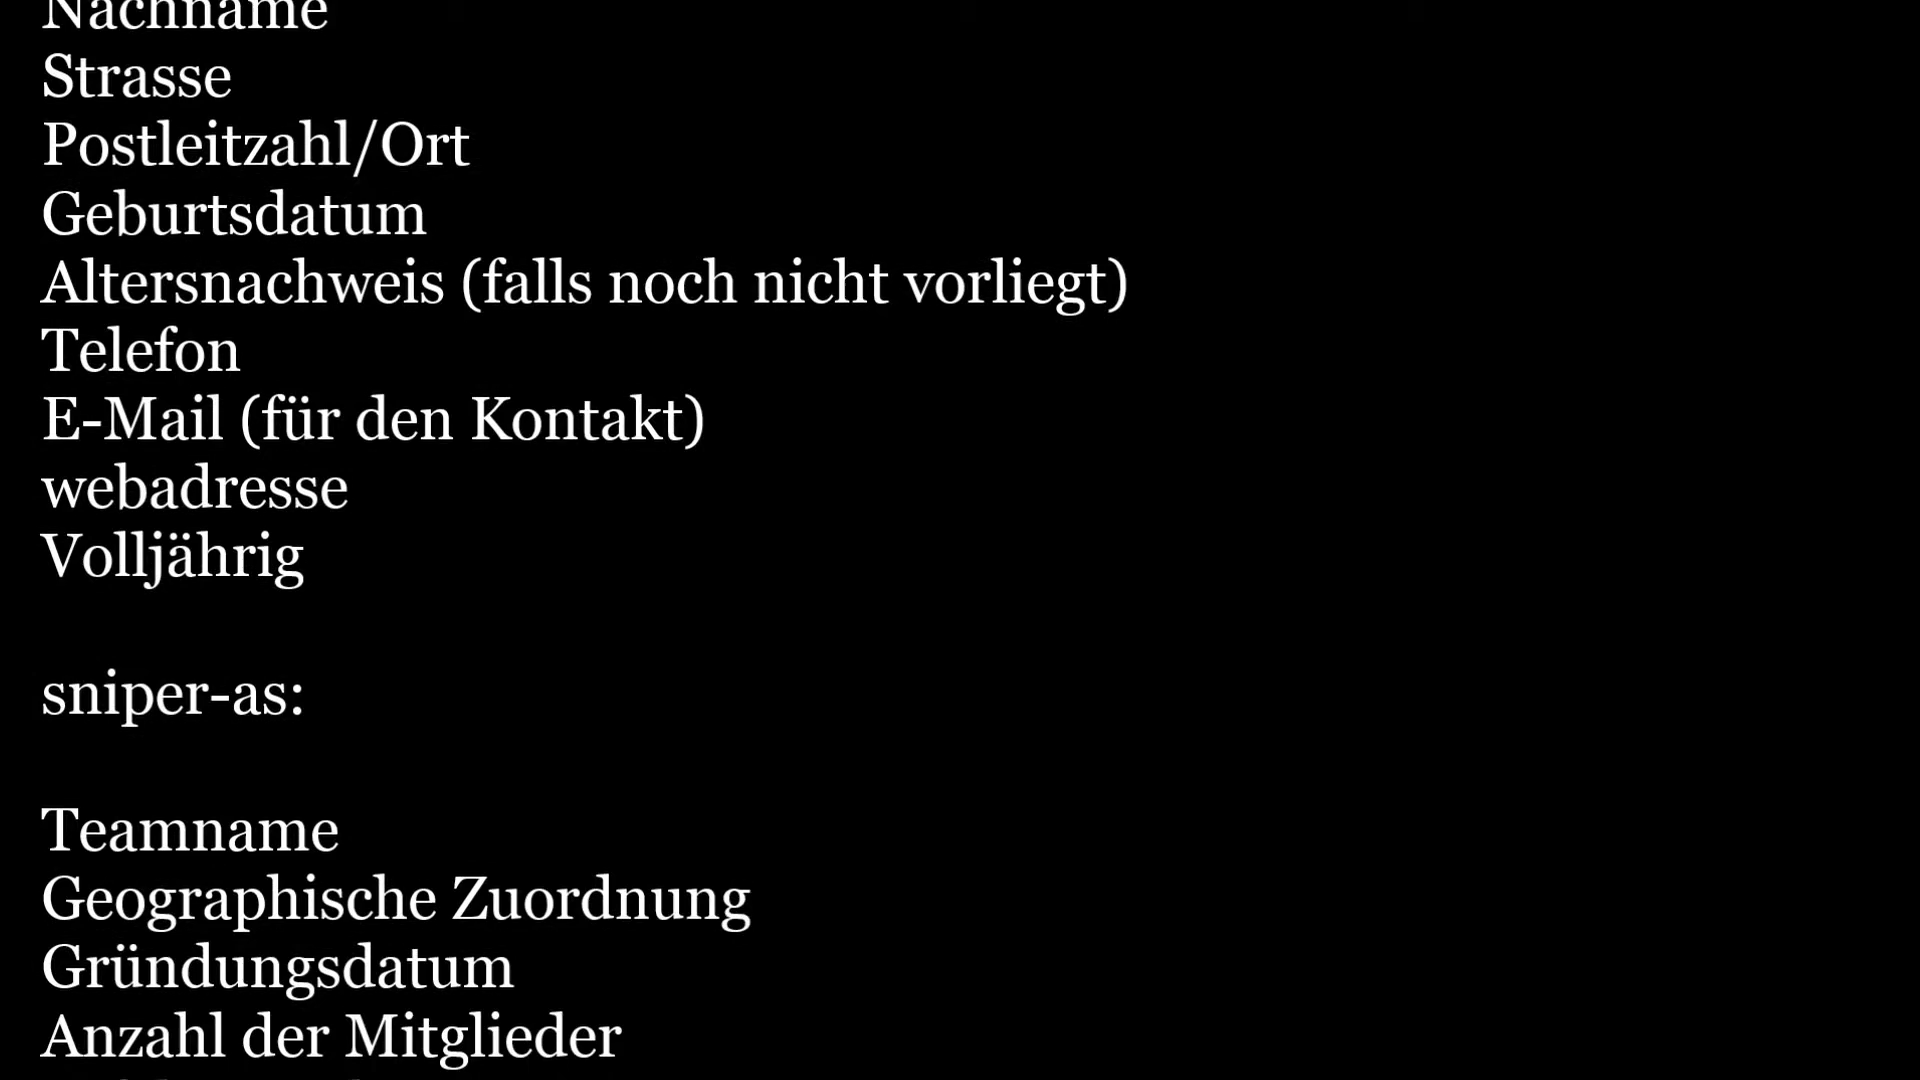 Nachname
Strasse
Postleitzahl/Ort
Geburtsdatum
Altersnachweis (falls noch nicht vorliegt)
Telefon
E-Mail (für den Kontakt)
webadresse
Volljährig
sniper-as:
Teamname
Geographische Zuordnung
Gründungsdatum
Anzahl der Mitglieder